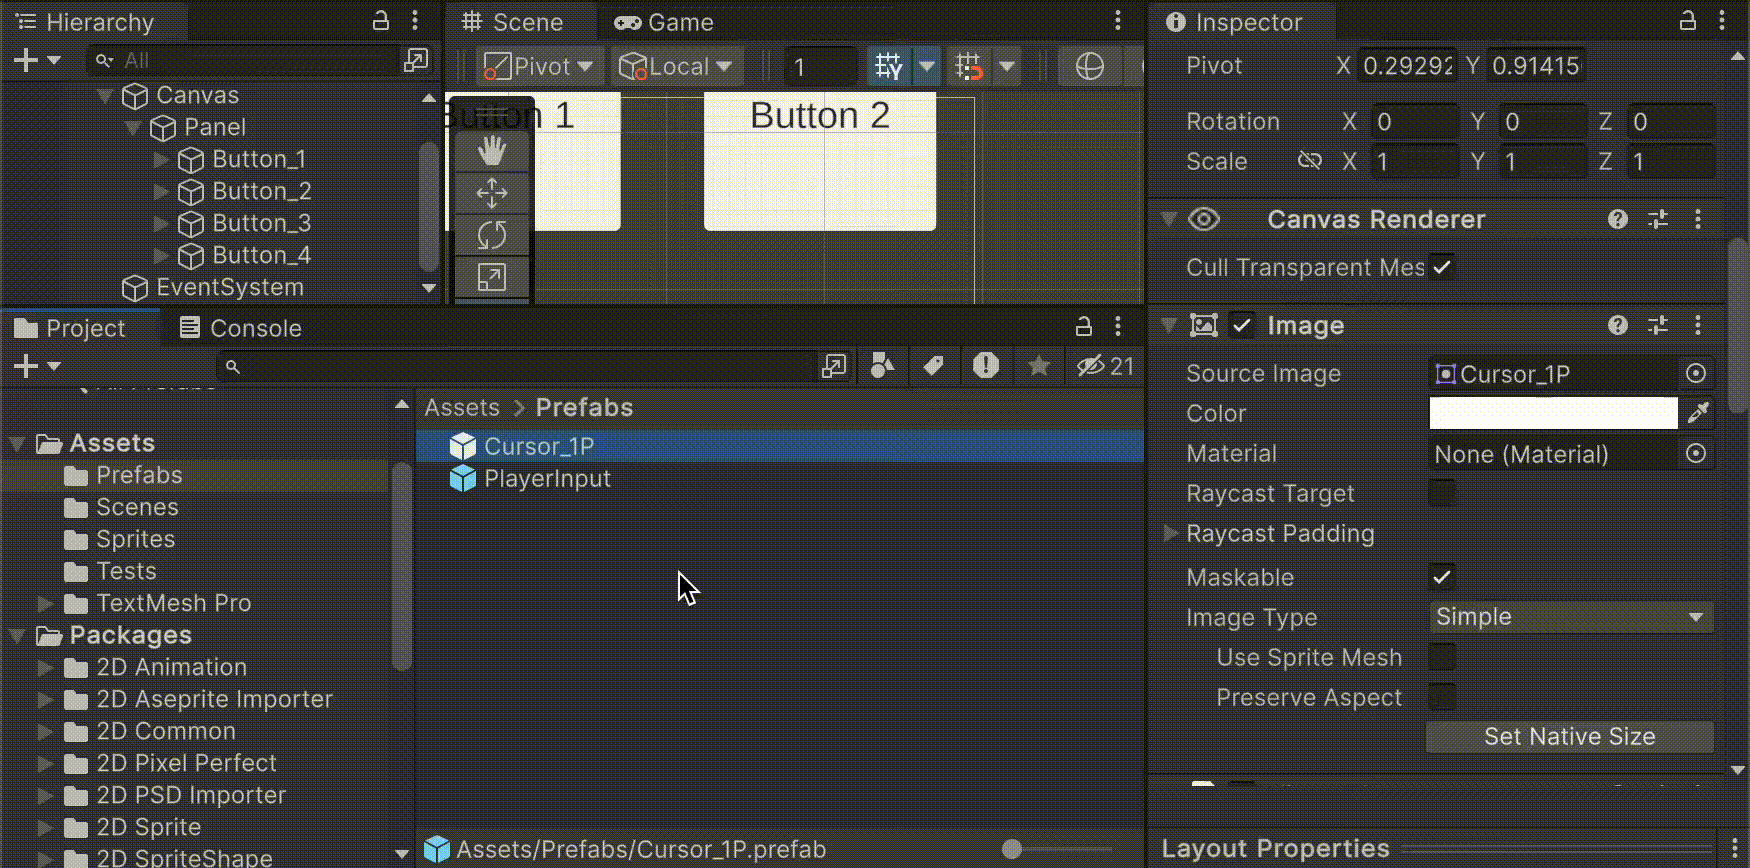 Hierarchy
All
Canvas
Panel
Button_1
Button_2
Button_3
Button_4
EventSystem
Scene
Game
Pivot
Local
1
Button 1
Button 2
Project
Console
21
Assets
Prefabs
Scenes
Sprites
Tests
TextMesh Pro
Packages
2D Animation
2D Aseprite Importer
2D Common
2D Pixel Perfect
2D PSD Importer
2D Sprite
2D SpriteShape
Assets > Prefabs
Cursor_1P
PlayerInput
Assets/Prefabs/Cursor_1P.prefab
Inspector
Pivot X 0.29292 Y 0.91415
Rotation X 0 Y 0 Z 0
Scale X 1 Y 1 Z 1
Canvas Renderer
Cull Transparent Mes
Image
Source Image Cursor_1P
Color
Material None (Material)
Raycast Target
Raycast Padding
Maskable
Image Type Simple
Use Sprite Mesh
Preserve Aspect
Set Native Size
Layout Properties